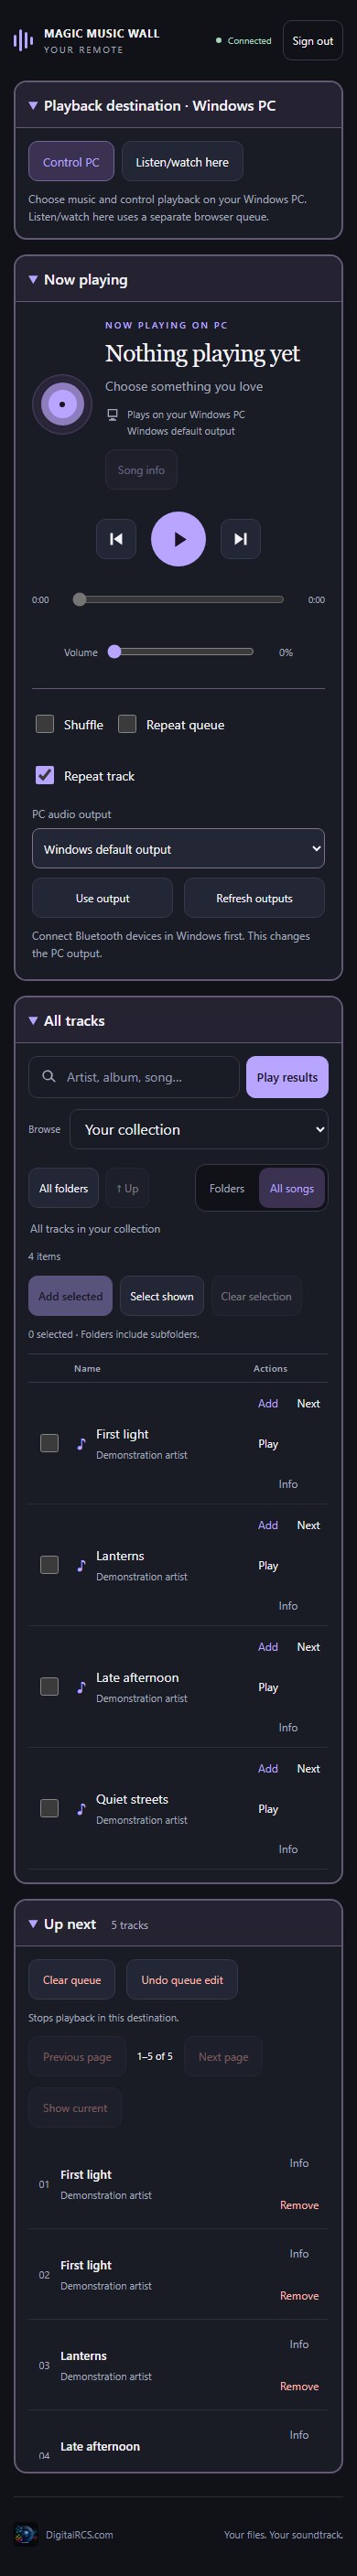 MAGIC MUSIC WALL
YOUR REMOTE
Connected
Sign out
Playback destination · Windows PC
Control PC
Listen/watch here
Choose music and control playback on your Windows PC.
Listen/watch here uses a separate browser queue.
Now playing
NOW PLAYING ON PC
Nothing playing yet
Choose something you love
Plays on your Windows PC
Windows default output
Song info
0:00
0:00
Volume
0%
Shuffle
Repeat queue
Repeat track
PC audio output
Windows default output
Use output
Refresh outputs
Connect Bluetooth devices in Windows first. This changes
the PC output.
All tracks
Artist, album, song...
Play results
Browse
Your collection
All folders
↑ Up
Folders
All songs
All tracks in your collection
4 items
Add selected
Select shown
Clear selection
0 selected · Folders include subfolders.
Name
Actions
First light
Demonstration artist
Add
Next
Play
Info
Lanterns
Demonstration artist
Add
Next
Play
Info
Late afternoon
Demonstration artist
Add
Next
Play
Info
Quiet streets
Demonstration artist
Add
Next
Play
Info
Up next
5 tracks
Clear queue
Undo queue edit
Stops playback in this destination.
Previous page
1–5 of 5
Next page
Show current
01
First light
Demonstration artist
Info
Remove
02
First light
Demonstration artist
Info
Remove
03
Lanterns
Demonstration artist
Info
Remove
04
Late afternoon
Info
DigitalRCS.com
Your files. Your soundtrack.